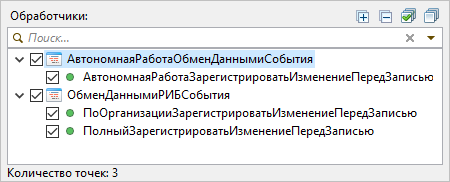 Обработчики:
Поиск...
АвтономнаяРаботаОбменДаннымиСобытия
АвтономнаяРаботаЗарегистрироватьИзменениеПередЗаписью
ОбменДаннымиРИБСобытия
ПоОрганизацииЗарегистрироватьИзменениеПередЗаписью
ПолныйЗарегистрироватьИзменениеПередЗаписью
Количество точек: 3